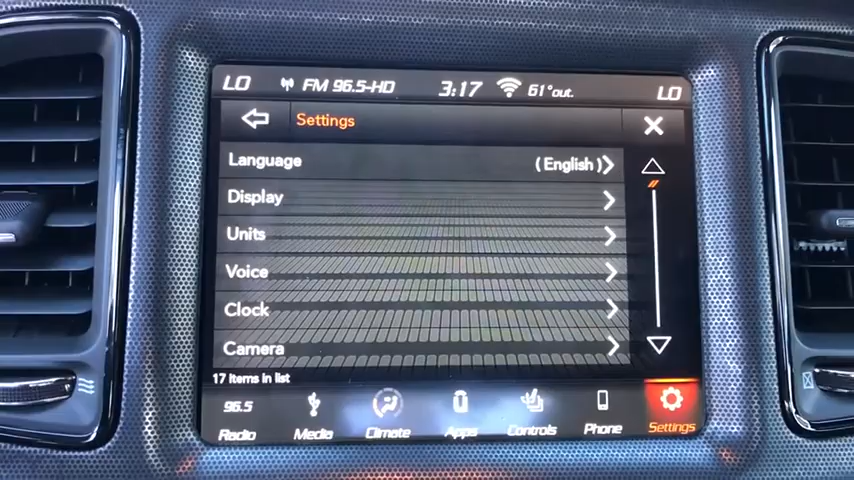 LO FM 96.5-HD 3:17 61°out. LO
Settings
Language (English)
Display
Units
Voice
Clock
Camera
17 Items in list
96.5
Radio Media Climate Apps Controls Phone Settings